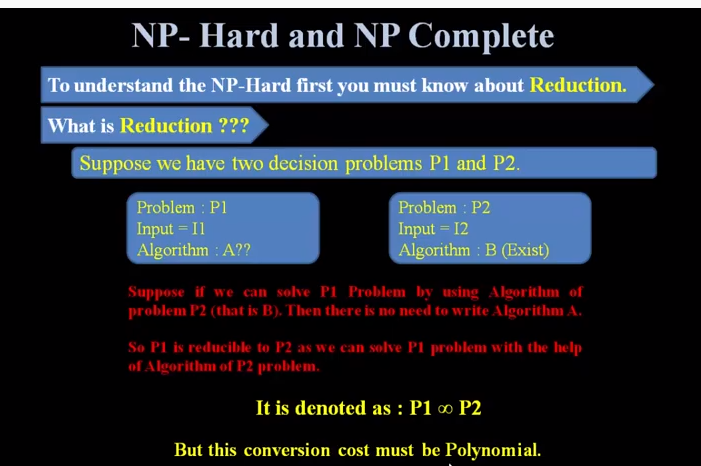 NP- Hard and NP Complete
To understand the NP-Hard first you must know about Reduction.
What is Reduction ???
Suppose we have two decision problems P1 and P2.
Problem : P1
Input = I1
Algorithm : A??
Problem : P2
Input = I2
Algorithm : B (Exist)
Suppose if we can solve P1 Problem by using Algorithm of
problem P2 (that is B). Then there is no need to write Algorithm A.
So P1 is reducible to P2 as we can solve P1 problem with the help
of Algorithm of P2 problem.
It is denoted as : P1 ∞ P2
But this conversion cost must be Polynomial.